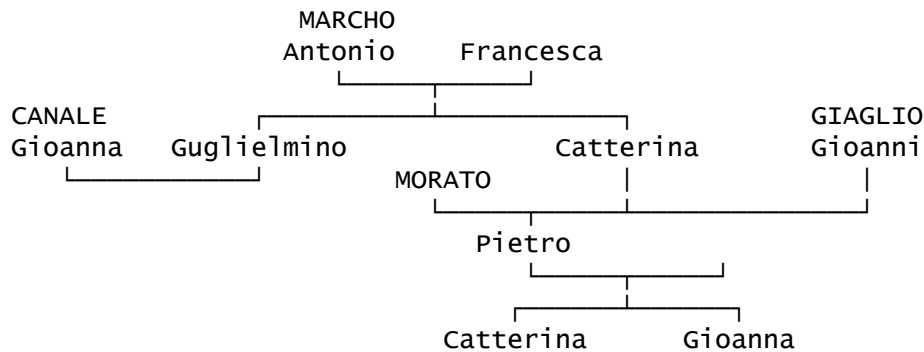 MARCHO
Antonio Francesca
CANALE GIAGLIO
Gioanna Guglielmino Catterina Gioanni
MORATO
Pietro
Catterina Gioanna